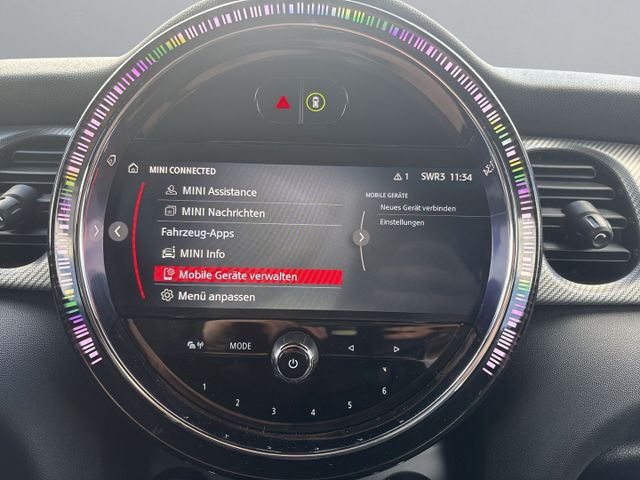 MINI CONNECTED
1 SWR3 11:34
MINI Assistance
MINI Nachrichten
Fahrzeug-Apps
MINI Info
Mobile Geräte verwalten
Menü anpassen
MOBILE GERÄTE
Neues Gerät verbinden
Einstellungen
MODE
1 2 3 4 5 6